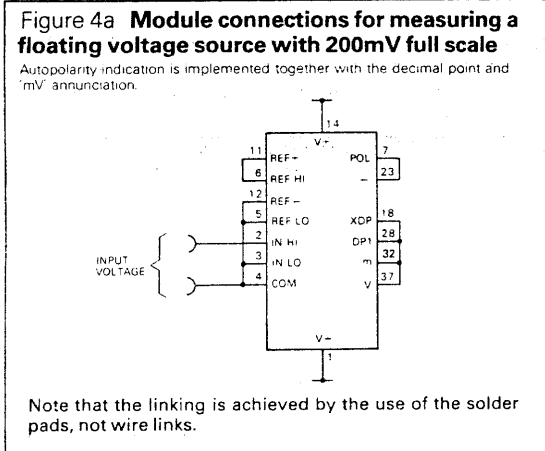 Figure 4a Module connections for measuring a
floating voltage source with 200mV full scale
Autopolarity indication is implemented together with the decimal point and
'mV' annunciation.
14
V+
11 REF+ POL 7
6 REF HI – 23
12 REF–
5 REF LO XDP 18
2 IN HI DP1 28
3 IN LO m 32
4 COM V 37
INPUT
VOLTAGE
V–
1
Note that the linking is achieved by the use of the solder
pads, not wire links.